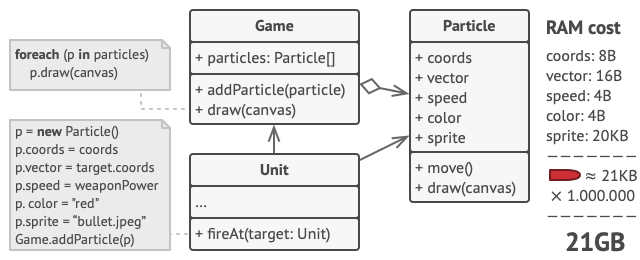 foreach (p in particles)
p.draw(canvas)
p = new Particle()
p.coords = coords
p.vector = target.coords
p.speed = weaponPower
p. color = "red"
p.sprite = “bullet.jpeg”
Game.addParticle(p)
Game
+ particles: Particle[]
+ addParticle(particle)
+ draw(canvas)
Unit
...
+ fireAt(target: Unit)
Particle
+ coords
+ vector
+ speed
+ color
+ sprite
+ move()
+ draw(canvas)
RAM cost
coords: 8B
vector: 16B
speed: 4B
color: 4B
sprite: 20KB
≈ 21KB
× 1.000.000
21GB